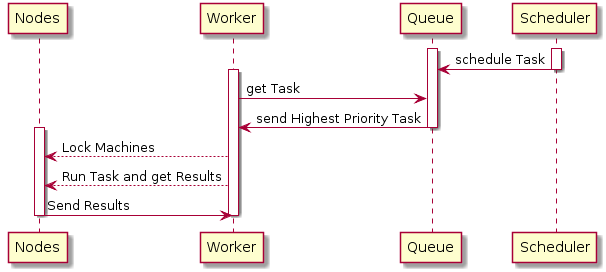 Nodes
Worker
Queue
Scheduler
schedule Task
get Task
send Highest Priority Task
Lock Machines
Run Task and get Results
Send Results
Nodes
Worker
Queue
Scheduler